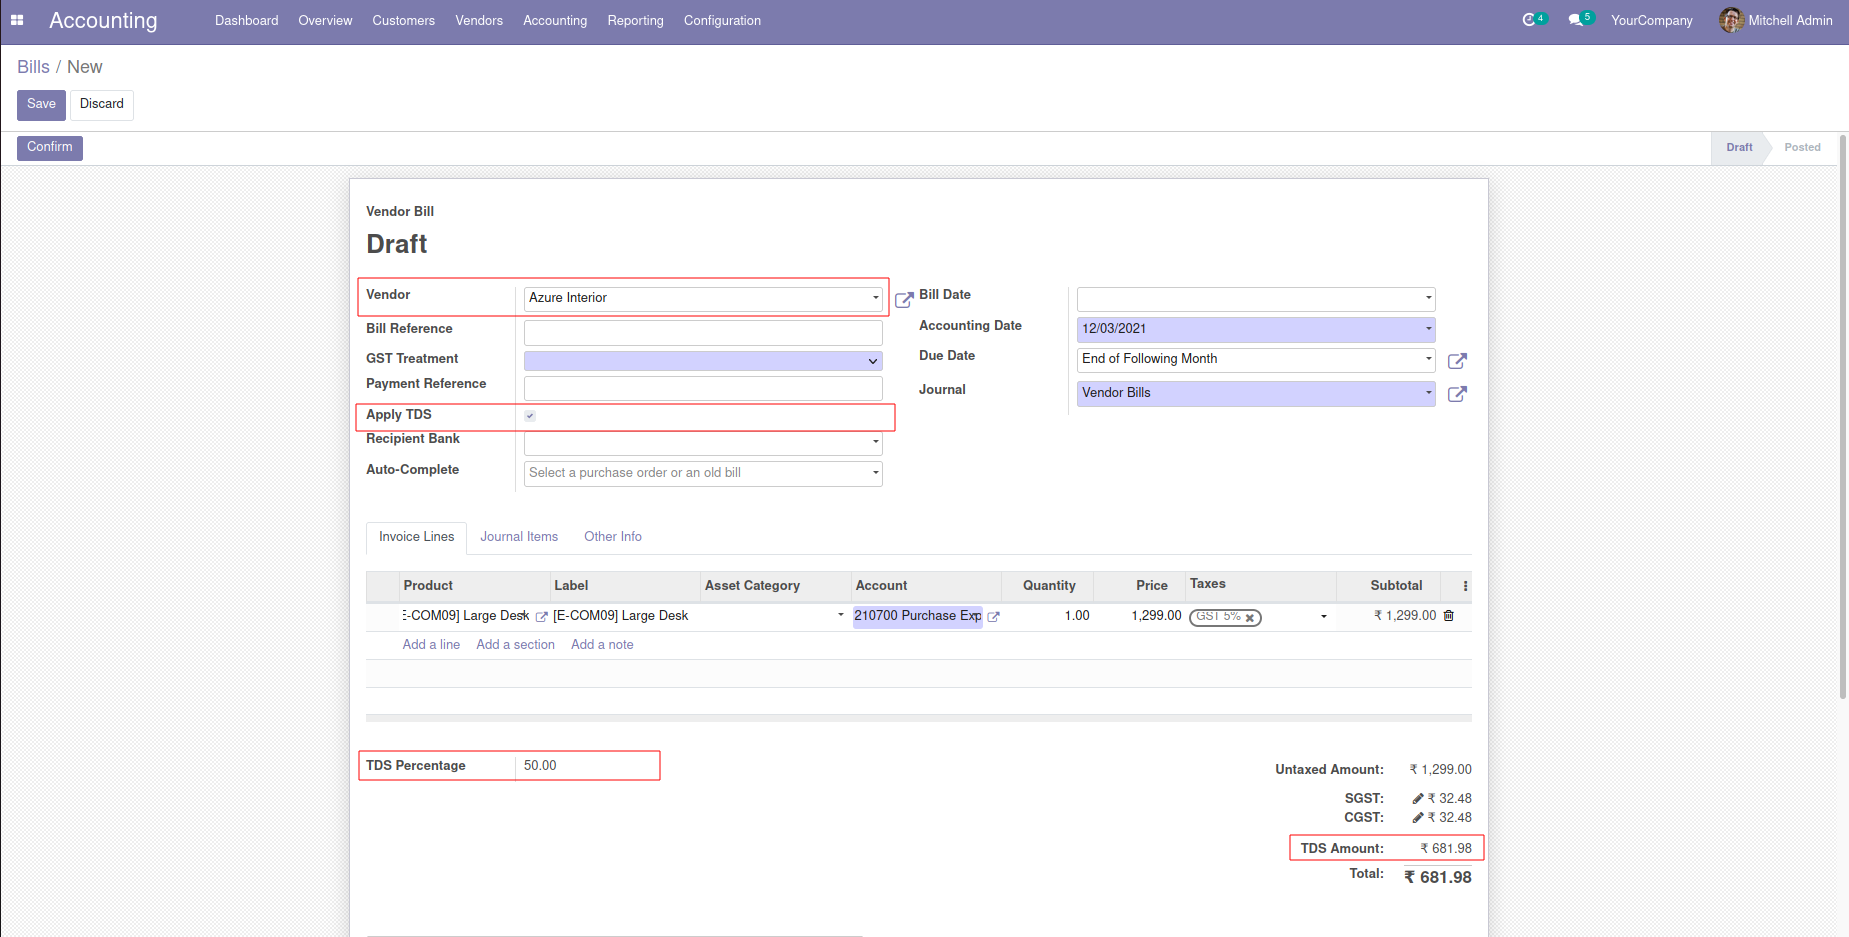 Accounting Dashboard Overview Customers Vendors Accounting Reporting Configuration 4 5 YourCompany Mitchell Admin
Bills / New
Save Discard
Confirm Draft Posted
Vendor Bill
Draft
Vendor Azure Interior Bill Date
Bill Reference Accounting Date 12/03/2021
GST Treatment Due Date End of Following Month
Payment Reference Journal Vendor Bills
Apply TDS
Recipient Bank
Auto-Complete Select a purchase order or an old bill
Invoice Lines Journal Items Other Info
Product Label Asset Category Account Quantity Price Taxes Subtotal
E-COM09] Large Desk [E-COM09] Large Desk 210700 Purchase Exp 1.00 1,299.00 GST 5% ₹ 1,299.00
Add a line Add a section Add a note
TDS Percentage 50.00 Untaxed Amount: ₹ 1,299.00
SGST: ₹ 32.48
CGST: ₹ 32.48
TDS Amount: ₹ 681.98
Total: ₹ 681.98